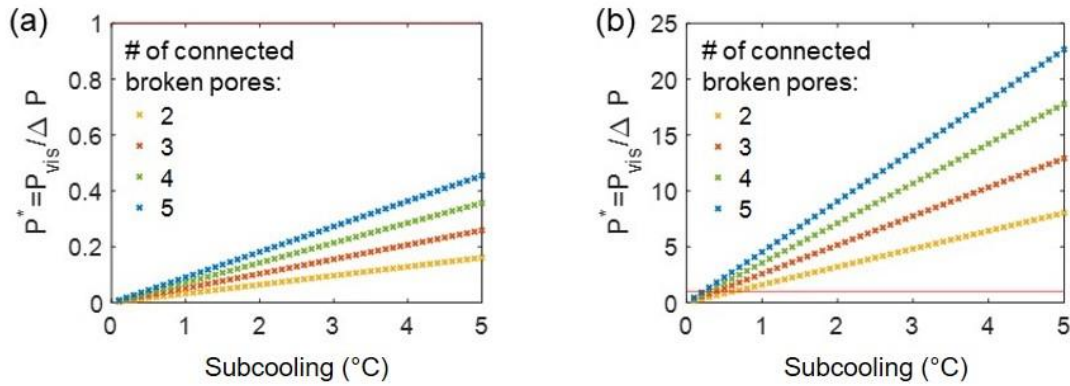 (a)
1
0.8
0.6
0.4
0.2
0
P*=P_vis/Δ P
# of connected
broken pores:
2
3
4
5
0 1 2 3 4 5
Subcooling (°C)
(b)
25
20
15
10
5
0
P*=P_vis/Δ P
# of connected
broken pores:
2
3
4
5
0 1 2 3 4 5
Subcooling (°C)